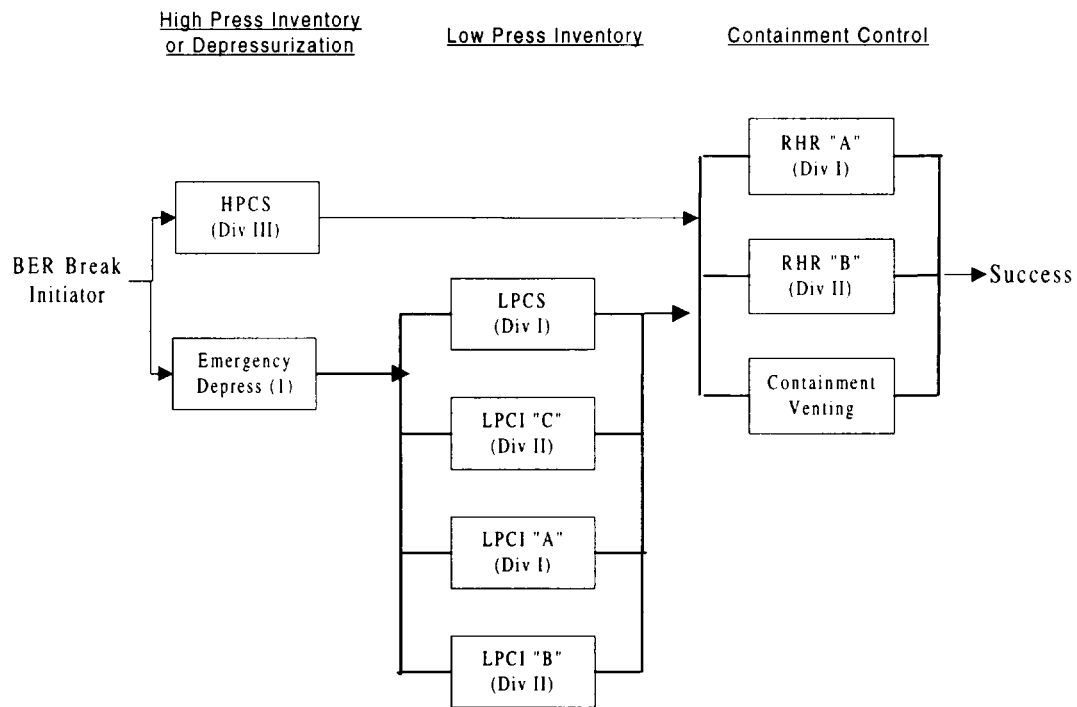 High Press Inventory
or Depressurization
Low Press Inventory
Containment Control
RHR "A"
(Div I)
HPCS
(Div III)
BER Break
Initiator
RHR "B"
(Div II)
Success
LPCS
(Div I)
Emergency
Depress (1)
Containment
Venting
LPCI "C"
(Div II)
LPCI "A"
(Div I)
LPCI "B"
(Div II)